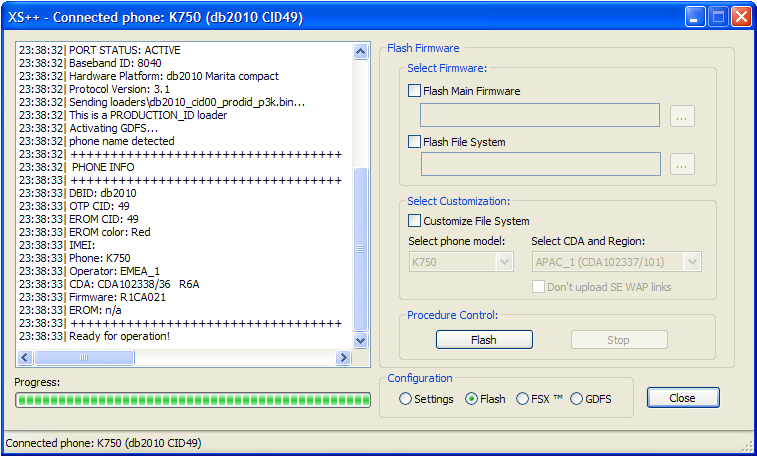 XS++ - Connected phone: K750 (db2010 CID49)
23:38:32| PORT STATUS: ACTIVE
23:38:32| Baseband ID: 8040
23:38:32| Hardware Platform: db2010 Marita compact
23:38:32| Protocol Version: 3.1
23:38:32| Sending loaders\db2010_cid00_prodid_p3k.bin...
23:38:32| This is a PRODUCTION_ID loader
23:38:32| Activating GDFS...
23:38:32| phone name detected
23:38:32| ++++++++++++++++++++++++++++++++++
23:38:32| PHONE INFO
23:38:33| ++++++++++++++++++++++++++++++++++
23:38:33| DBID: db2010
23:38:33| OTP CID: 49
23:38:33| EROM CID: 49
23:38:33| EROM color: Red
23:38:33| IMEI:
23:38:33| Phone: K750
23:38:33| Operator: EMEA_1
23:38:33| CDA: CDA102338/36 R6A
23:38:33| Firmware: R1CA021
23:38:33| EROM: n/a
23:38:33| ++++++++++++++++++++++++++++++++++
23:38:33| Ready for operation!
Progress:
Flash Firmware
Select Firmware:
Flash Main Firmware
...
Flash File System
...
Select Customization:
Customize File System
Select phone model: Select CDA and Region:
K750 APAC_1 (CDA102337/101)
Don't upload SE WAP links
Procedure Control:
Flash Stop
Configuration
Settings Flash FSX ™ GDFS
Close
Connected phone: K750 (db2010 CID49)